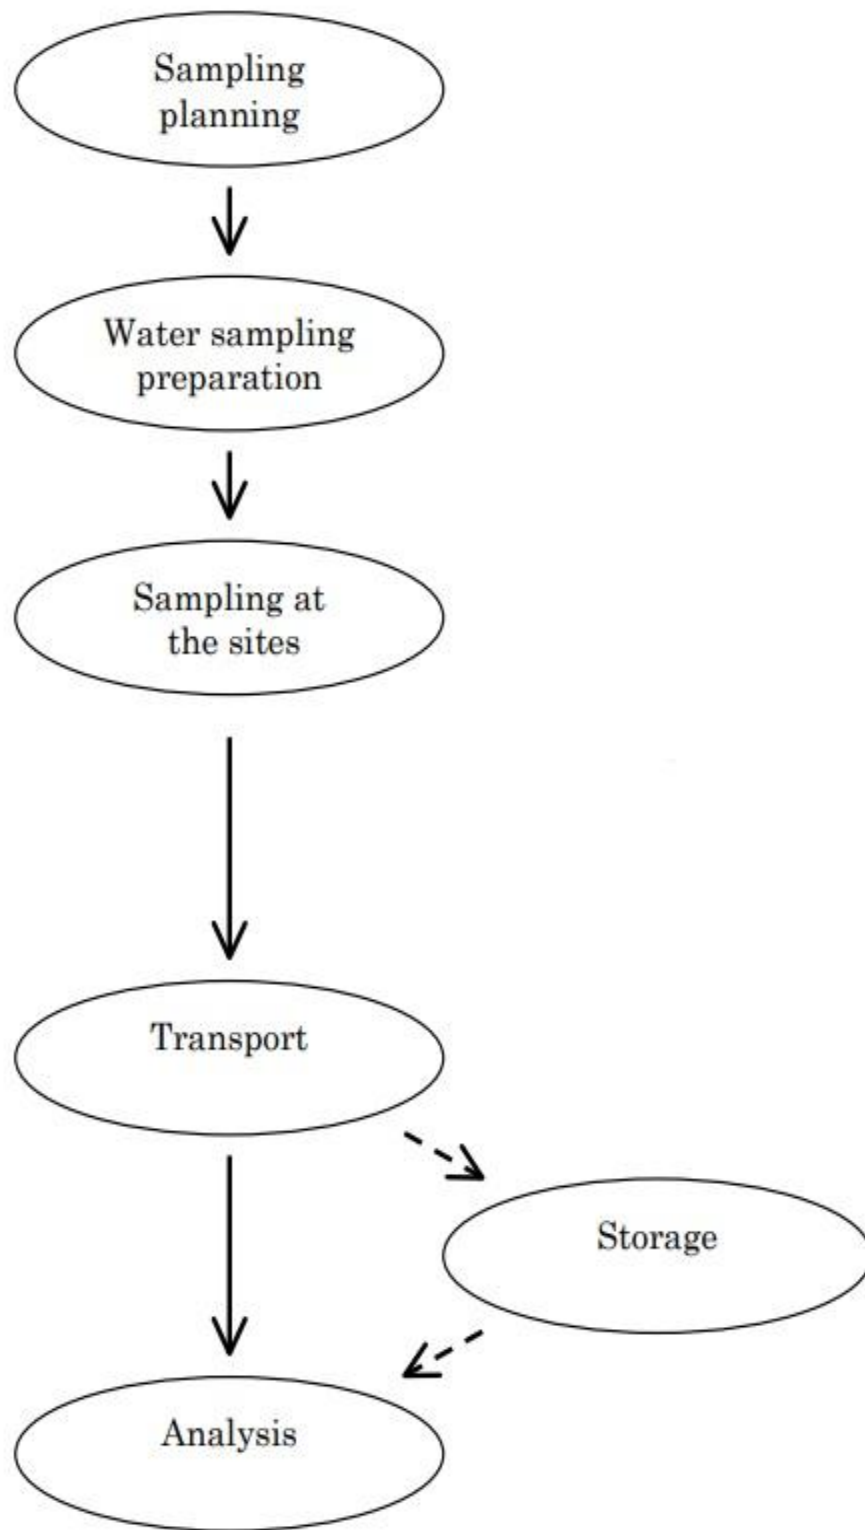 Sampling
planning
Water sampling
preparation
Sampling at
the sites
Transport
Storage
Analysis